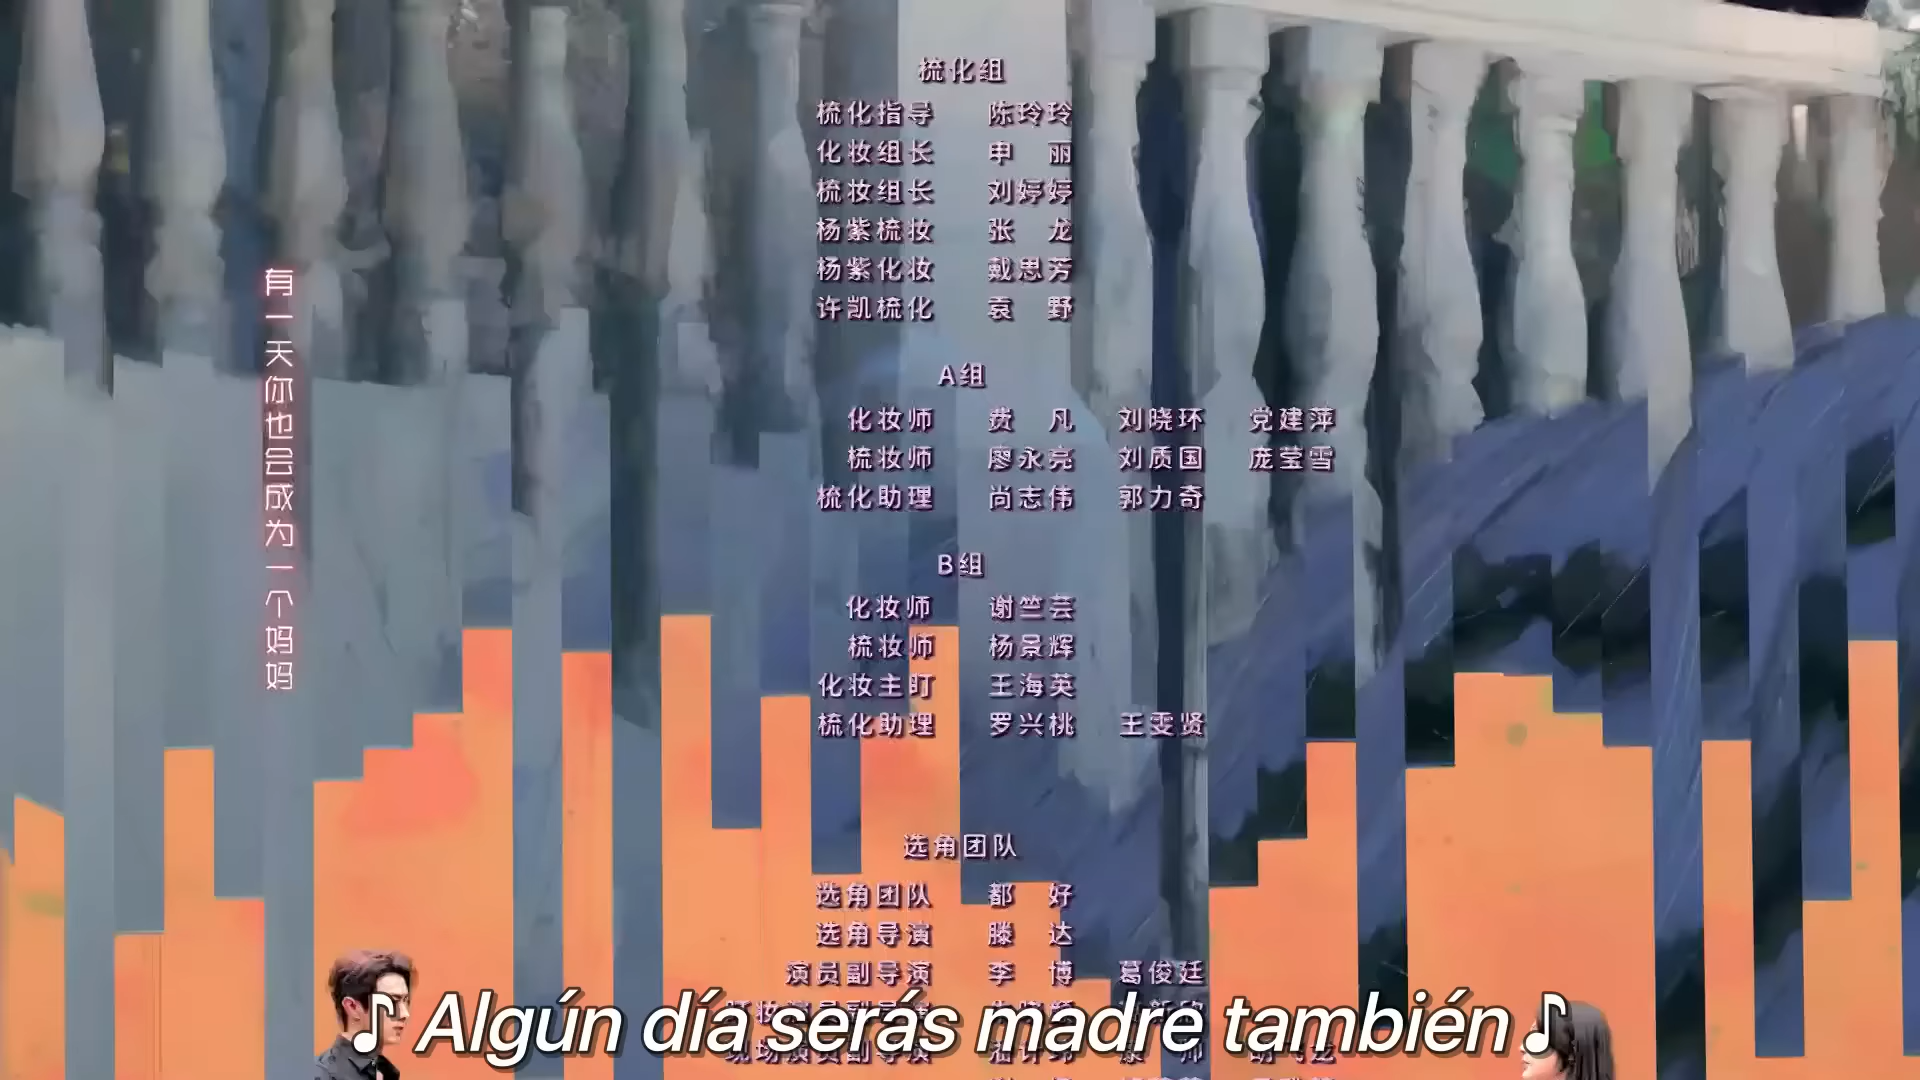 梳化组
梳化指导 陈玲玲
化妆组长 申 丽
梳妆组长 刘婷婷
杨紫梳妆 张 龙
杨紫化妆 戴思芳
许凯梳化 袁 野
有一天你也会成为一个妈妈
A组
化妆师 费 凡 刘晓环 党建萍
梳妆师 廖永亮 刘质国 庞莹雪
梳化助理 尚志伟 郭力奇
B组
化妆师 谢竺芸
梳妆师 杨景辉
化妆主盯 王海英
梳化助理 罗兴桃 王雯贤
选角团队
选角团队 都 好
选角导演 滕 达
演员副导演 李 博 葛俊廷
♪ Algún día serás madre también ♪
现场演员副导演